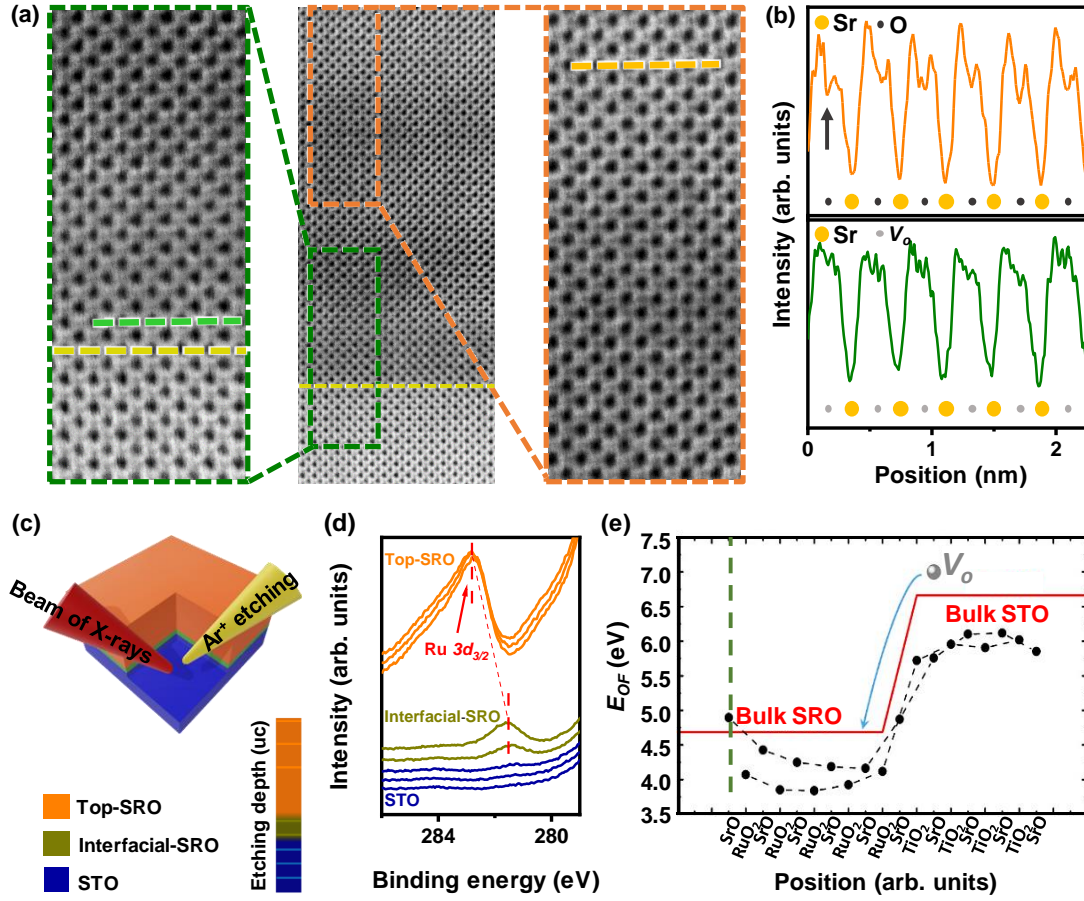 (a)
(b)
Sr O
Intensity (arb. units)
Sr Vo
0 1 2
Position (nm)
(c)
Beam of X-rays
Ar+ etching
Top-SRO
Interfacial-SRO
STO
Etching depth (uc)
(d)
Top-SRO
Ru 3d3/2
Interfacial-SRO
STO
Intensity (arb. units)
284 280
Binding energy (eV)
(e)
7.5
7.0
6.5
6.0
5.5
5.0
4.5
4.0
3.5
EOF (eV)
Vo
Bulk STO
Bulk SRO
SrO
RuO2
SrO
RuO2
SrO
RuO2
SrO
RuO2
SrO
RuO2
SrO
TiO2
SrO
TiO2
SrO
TiO2
SrO
TiO2
SrO
Position (arb. units)